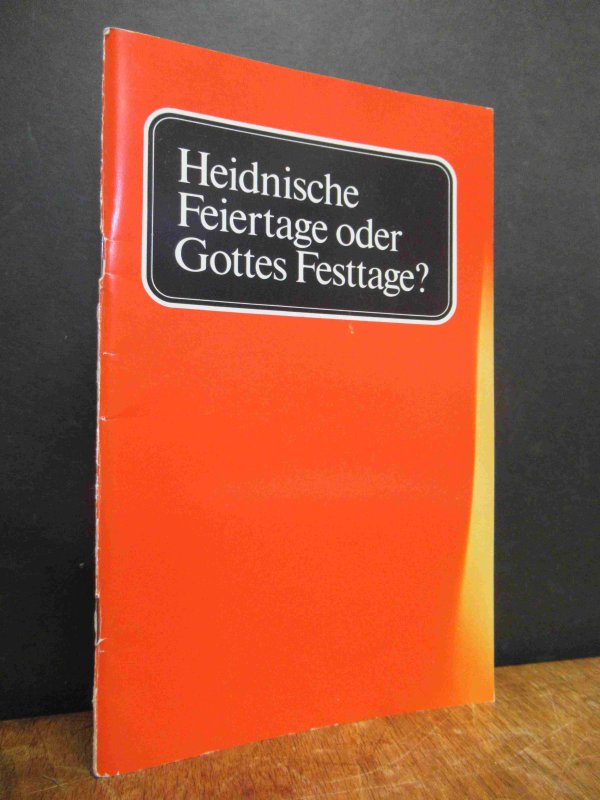 Heidnische
Feiertage oder
Gottes Festtage?